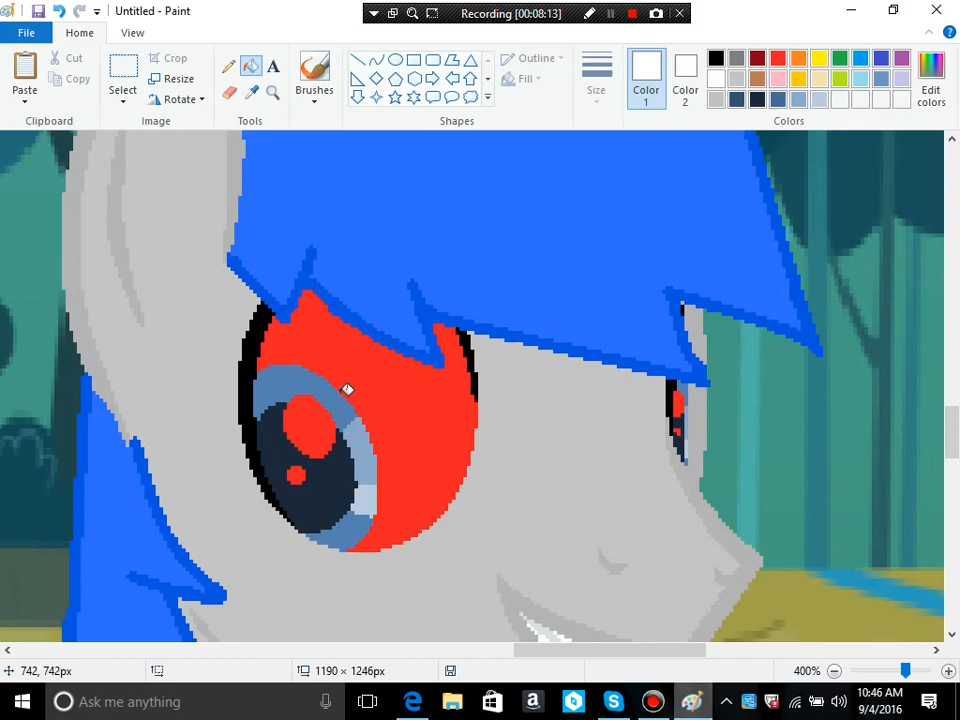 Untitled - Paint
Recording [00:08:13]
File
Home
View
Paste
Cut
Copy
Clipboard
Select
Crop
Resize
Rotate
Image
A
Tools
Brushes
Outline
Fill
Shapes
Size
Color
1
Color
2
Edit
colors
Colors
742, 742px
1190 × 1246px
400%
Ask me anything
10:46 AM
9/4/2016